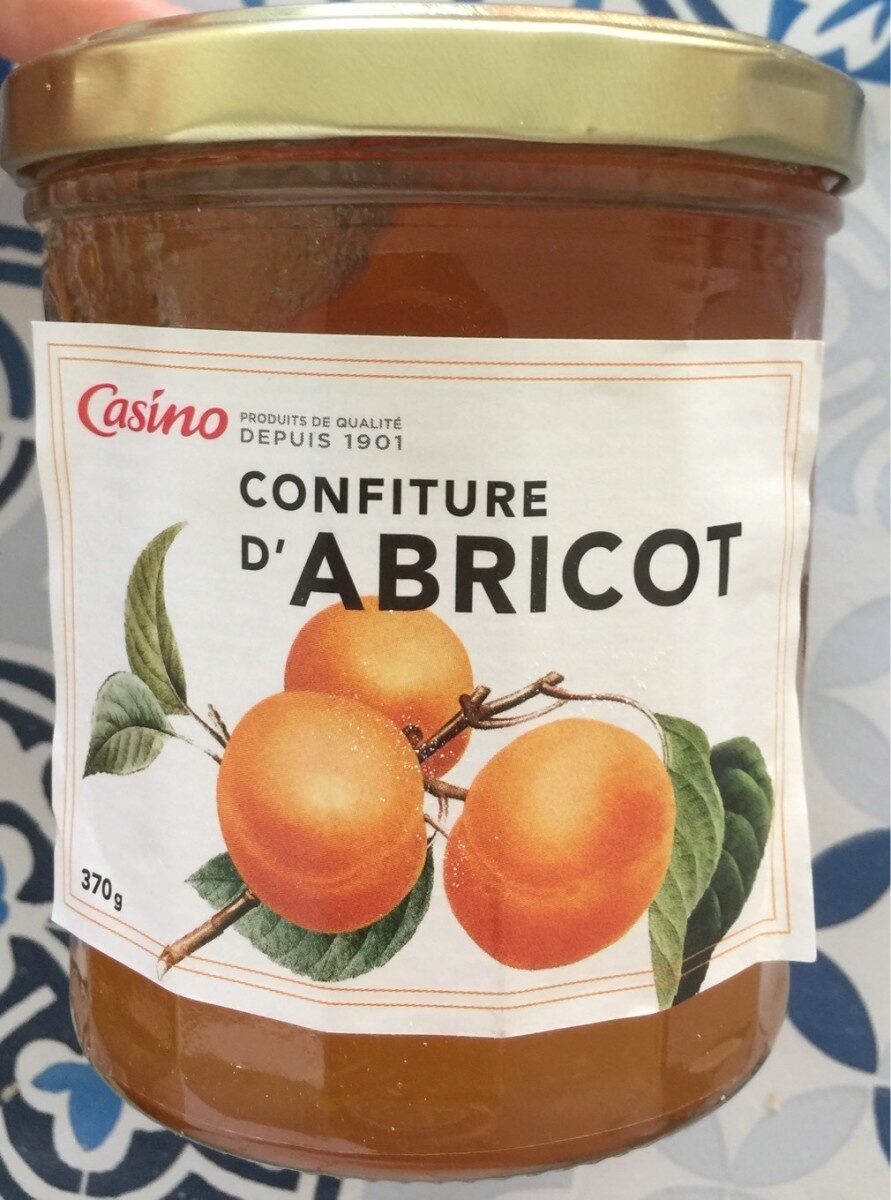 Casino
PRODUITS DE QUALITÉ
DEPUIS 1901
CONFITURE
D'ABRICOT
370g